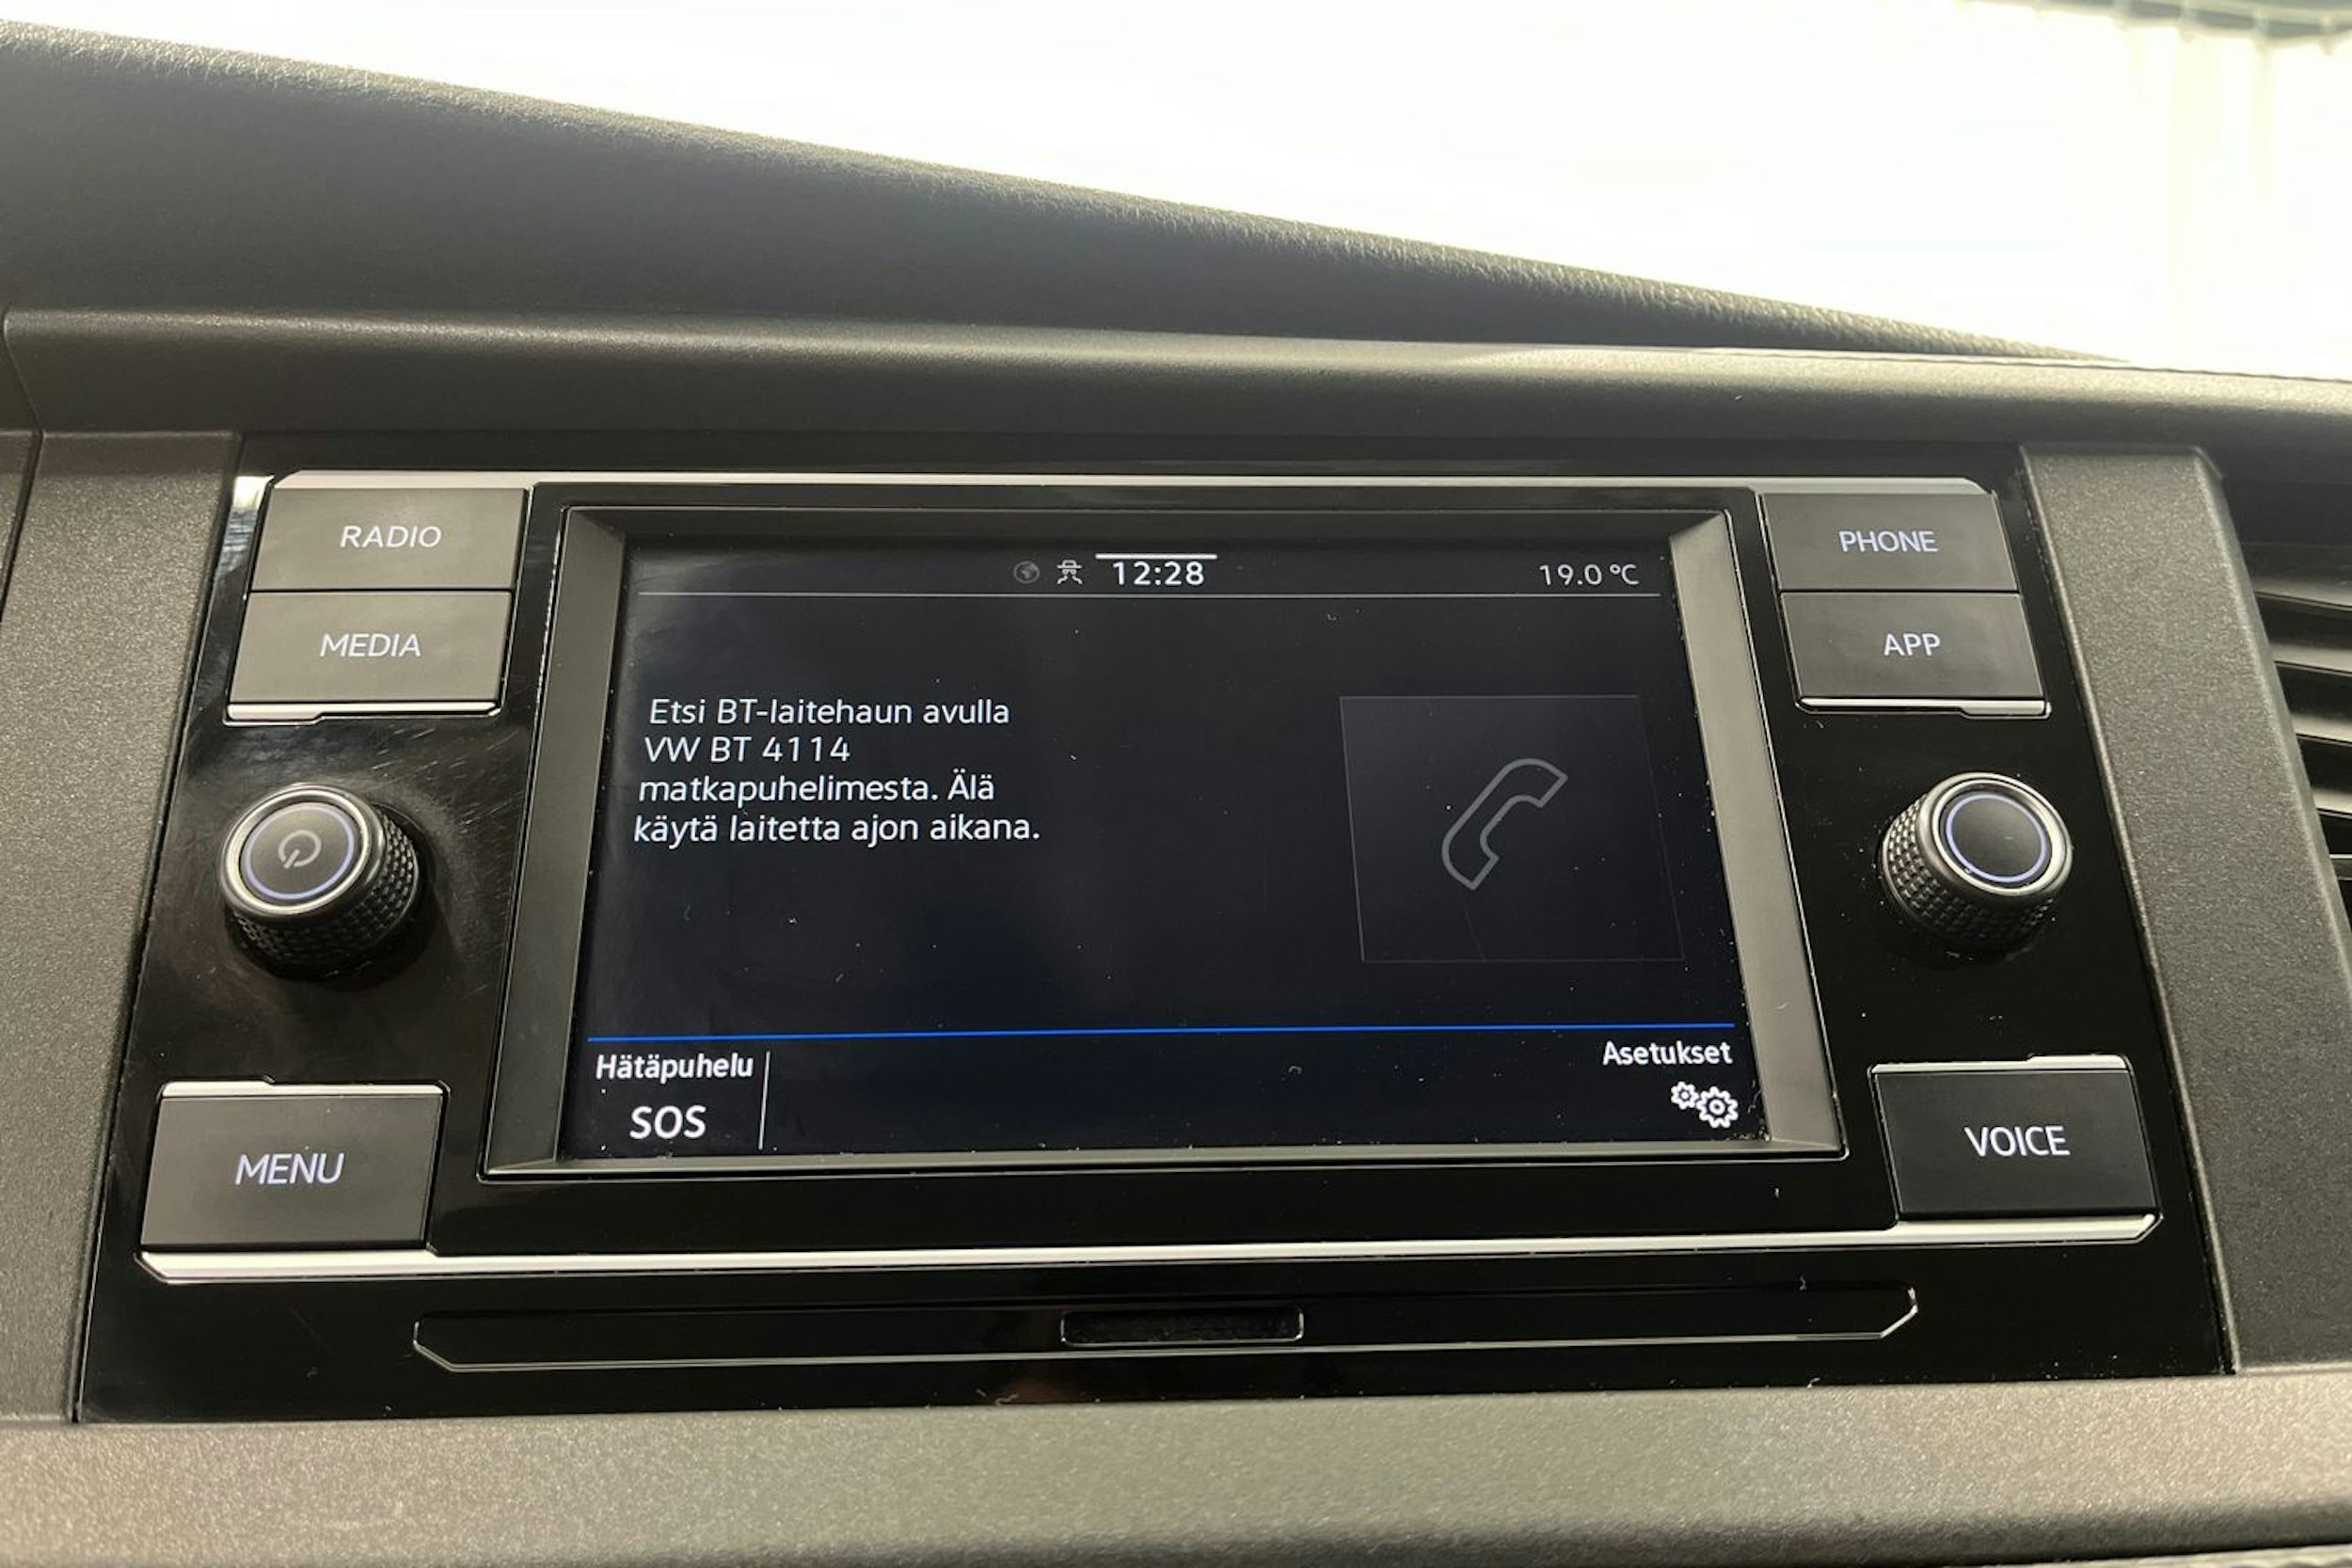 RADIO
MEDIA
MENU
12:28
19.0 °C
Etsi BT-laitehaun avulla
VW BT 4114
matkapuhelimesta. Älä
käytä laitetta ajon aikana.
Hätäpuhelu
SOS
Asetukset
PHONE
APP
VOICE